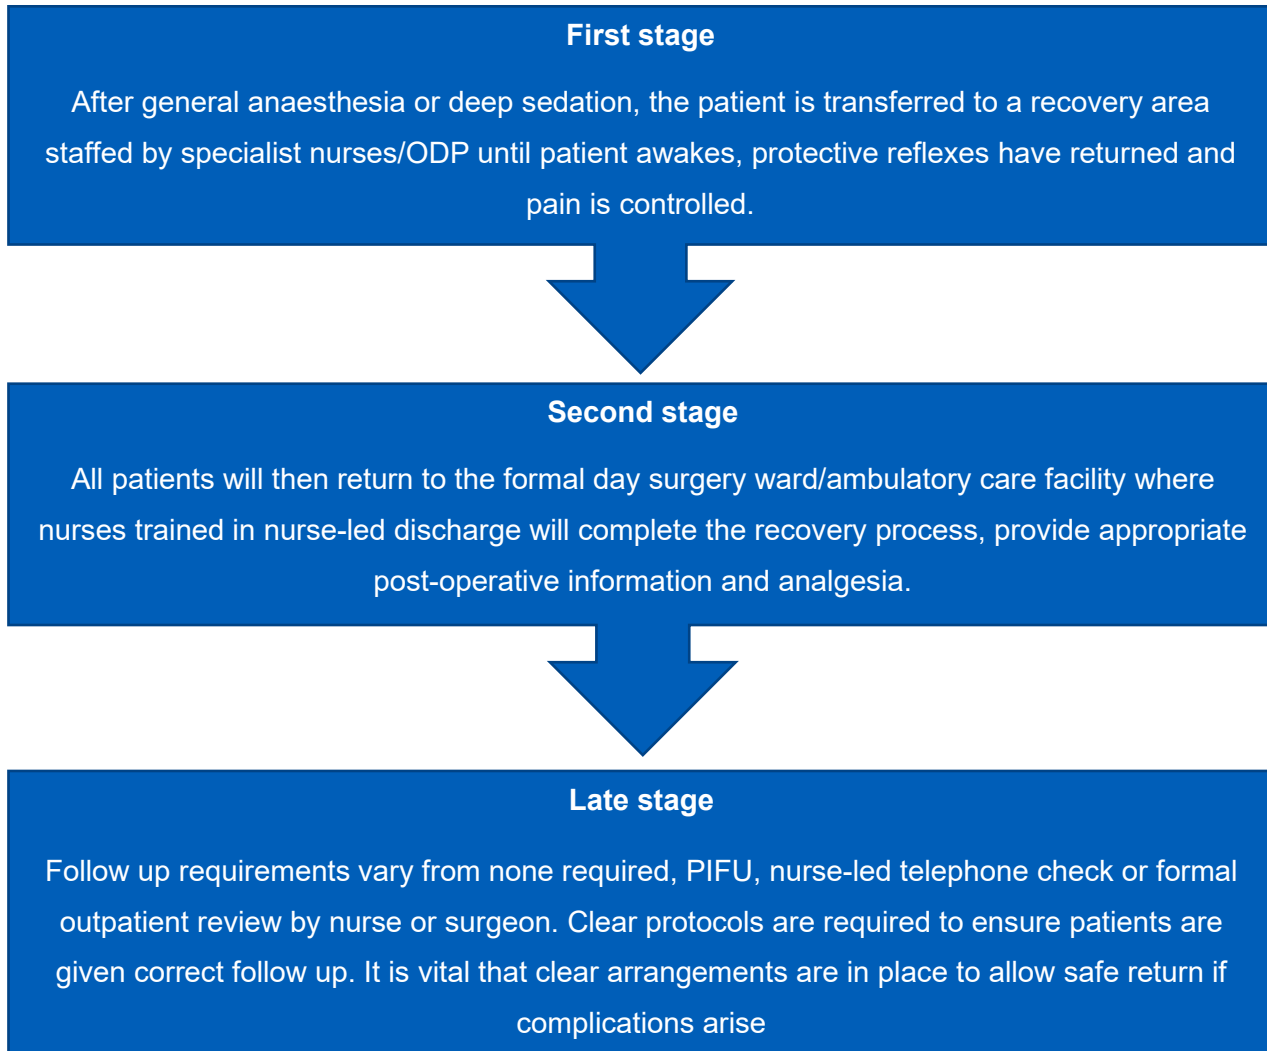 First stage
After general anaesthesia or deep sedation, the patient is transferred to a recovery area
staffed by specialist nurses/ODP until patient awakes, protective reflexes have returned and
pain is controlled.
Second stage
All patients will then return to the formal day surgery ward/ambulatory care facility where
nurses trained in nurse-led discharge will complete the recovery process, provide appropriate
post-operative information and analgesia.
Late stage
Follow up requirements vary from none required, PIFU, nurse-led telephone check or formal
outpatient review by nurse or surgeon. Clear protocols are required to ensure patients are
given correct follow up. It is vital that clear arrangements are in place to allow safe return if
complications arise